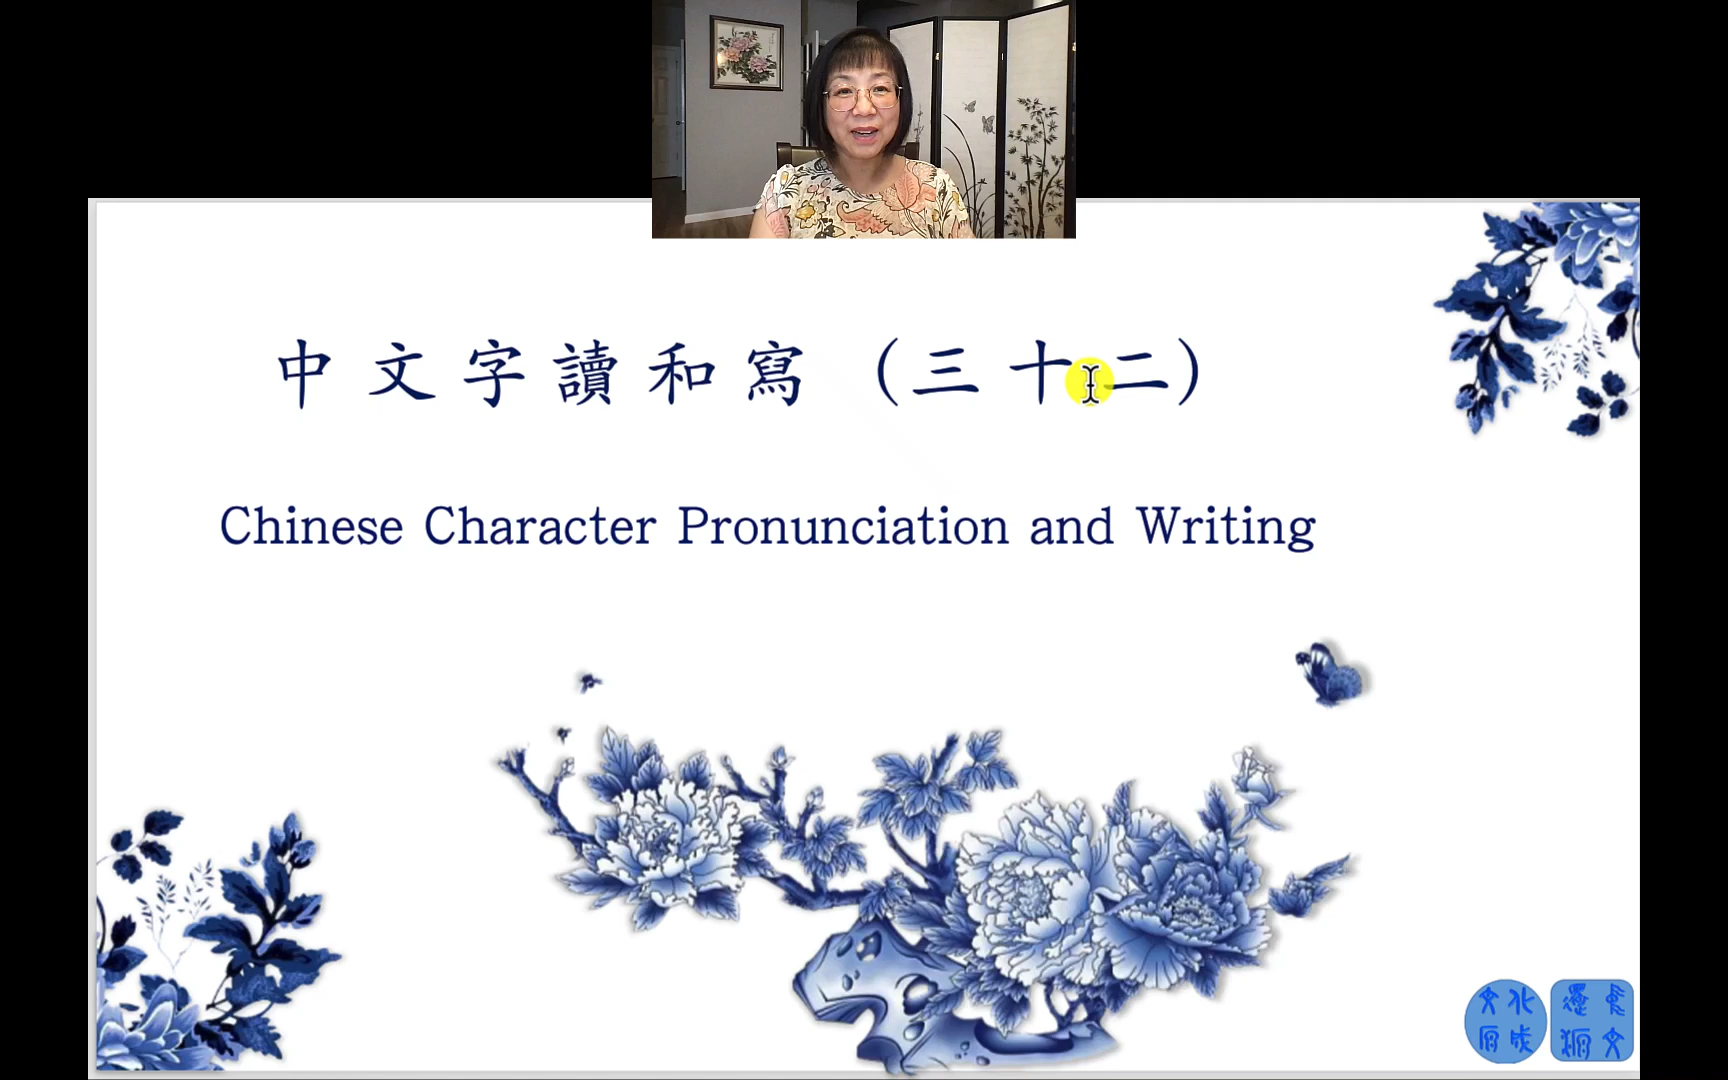 中文字讀和寫（三十二）
Chinese Character Pronunciation and Writing